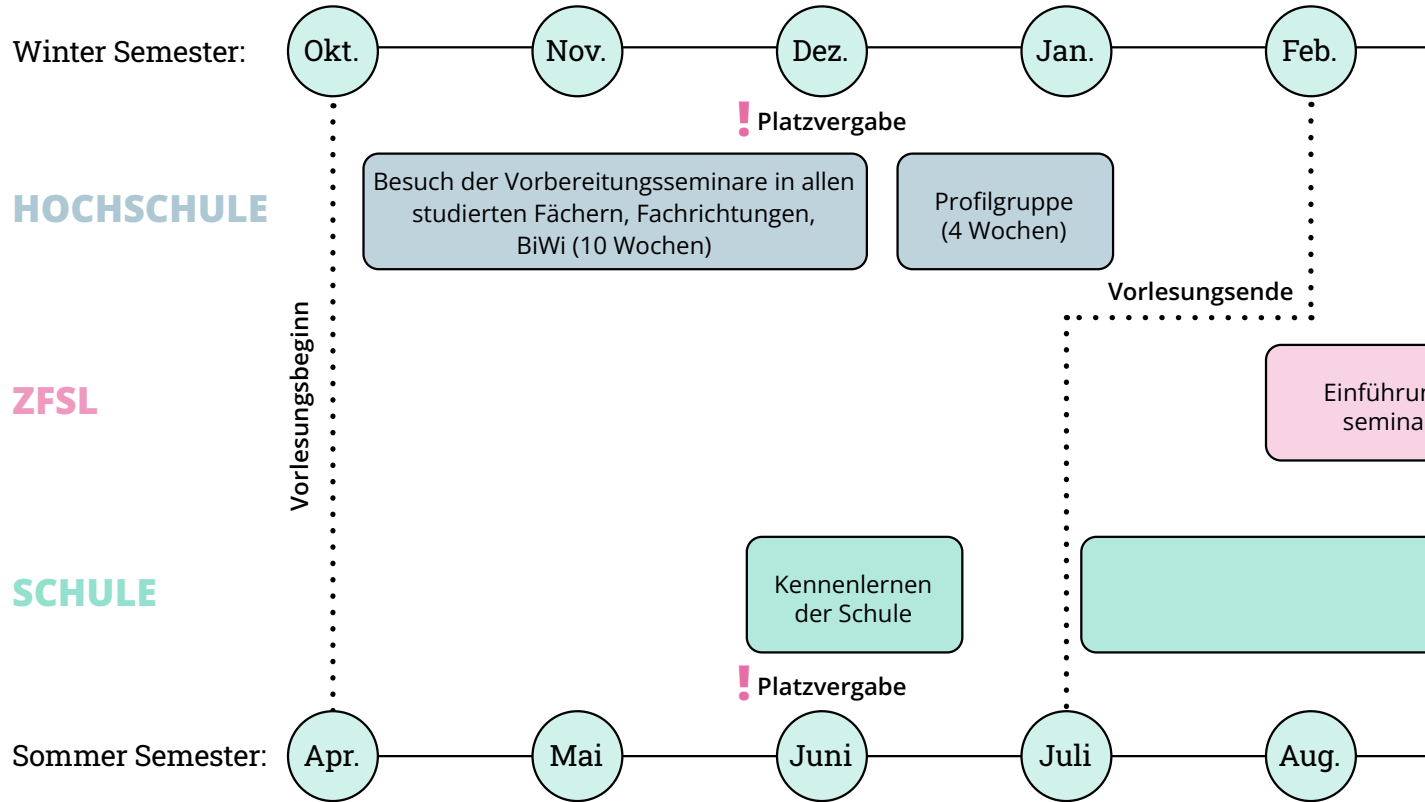 Winter Semester:
Okt.
Nov.
Dez.
Jan.
Feb.
! Platzvergabe
HOCHSCHULE
Besuch der Vorbereitungsseminare in allen
studierten Fächern, Fachrichtungen,
BiWi (10 Wochen)
Profilgruppe
(4 Wochen)
Vorlesungsende
Vorlesungsbeginn
ZFSL
Einführun
semina
SCHULE
Kennenlernen
der Schule
! Platzvergabe
Sommer Semester:
Apr.
Mai
Juni
Juli
Aug.